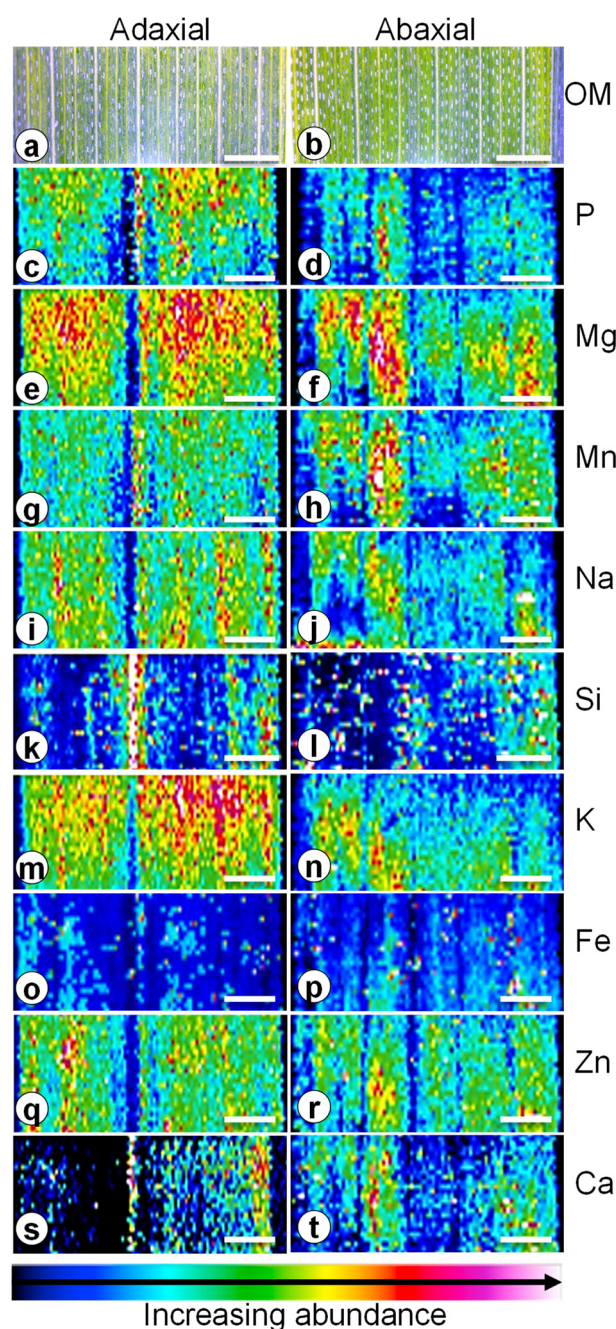 Adaxial Abaxial
a b OM
c d P
e f Mg
g h Mn
i j Na
k l Si
m n K
o p Fe
q r Zn
s t Ca
Increasing abundance